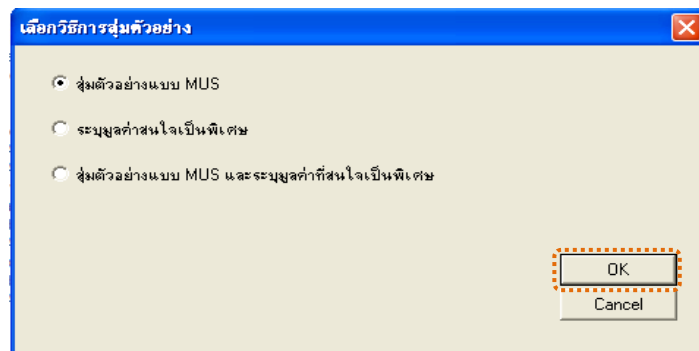 เลือกวิธีการสุ่มตัวอย่าง
สุ่มตัวอย่างแบบ MUS
ระบุมูลค่าสนใจเป็นพิเศษ
สุ่มตัวอย่างแบบ MUS และระบุมูลค่าที่สนใจเป็นพิเศษ
OK
Cancel